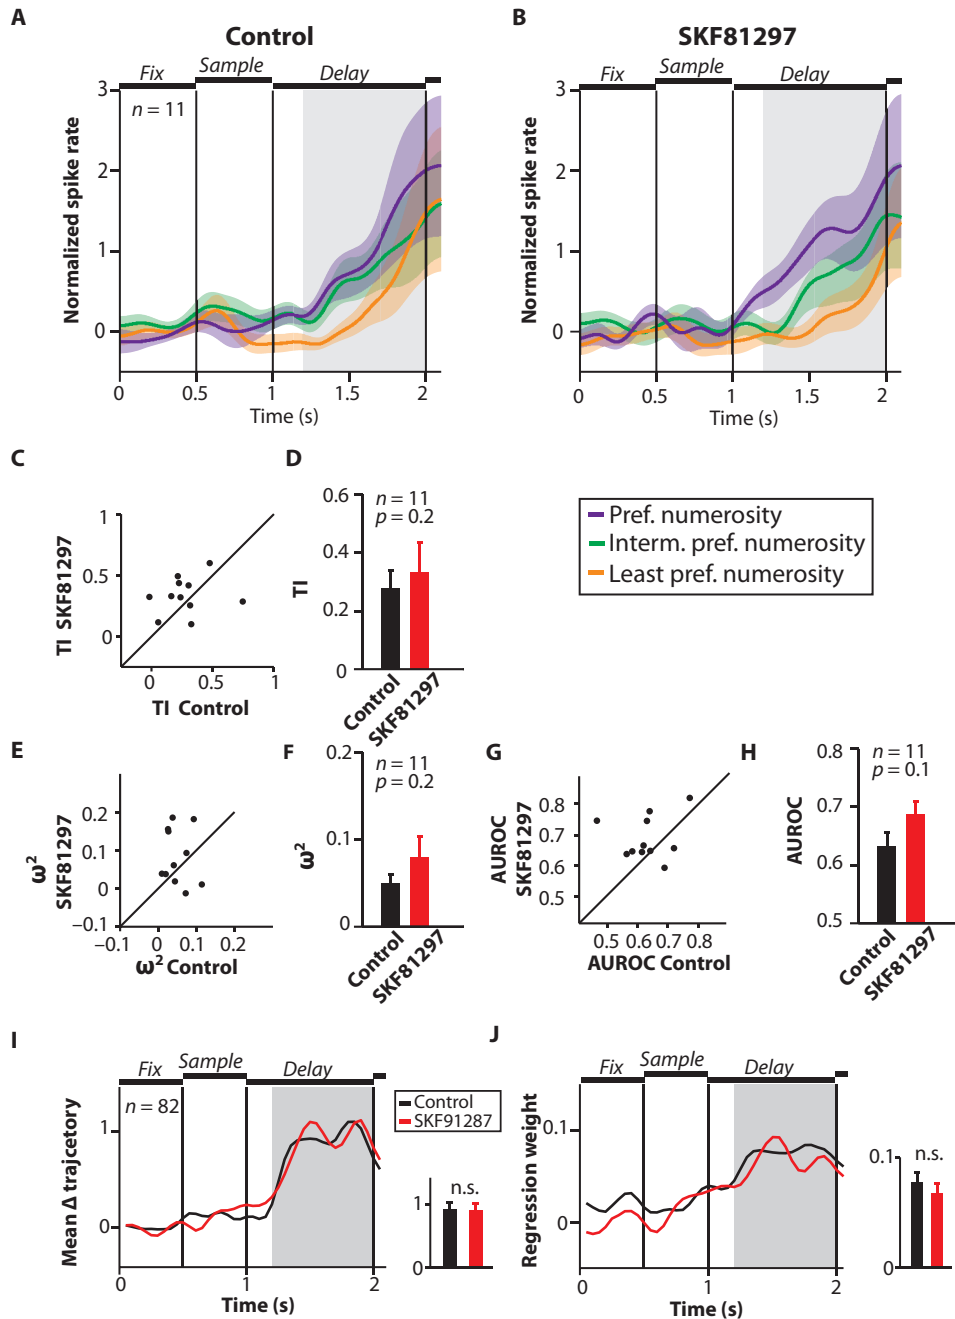 A
Control
Fix
Sample
Delay
n = 11
Normalized spike rate
3
2
1
0
0
0.5
1
1.5
2
Time (s)
B
SKF81297
Fix
Sample
Delay
Normalized spike rate
3
2
1
0
0
0.5
1
1.5
2
Time (s)
C
TI SKF81297
1
0.5
0
0
0.5
1
TI Control
D
TI
0.6
0.4
0.2
0
n = 11
p = 0.2
Control
SKF81297
Pref. numerosity
Interm. pref. numerosity
Least pref. numerosity
E
ω2
SKF81297
0.2
0.1
0
−0.1
−0.1
0
0.1
0.2
ω2 Control
F
ω2
0.2
0.1
0
n = 11
p = 0.2
Control
SKF81297
G
AUROC
SKF81297
0.8
0.7
0.6
0.5
0.5 0.6 0.7 0.8
AUROC Control
H
AUROC
0.8
0.7
0.6
0.5
n = 11
p = 0.1
Control
SKF81297
I
Fix
Sample
Delay
n = 82
Mean Δ trajcetory
1
0
0
1
2
Time (s)
Control
SKF91287
1
0
n.s.
J
Fix
Sample
Delay
Regression weight
0.1
0
0
1
2
Time (s)
0.1
0
n.s.